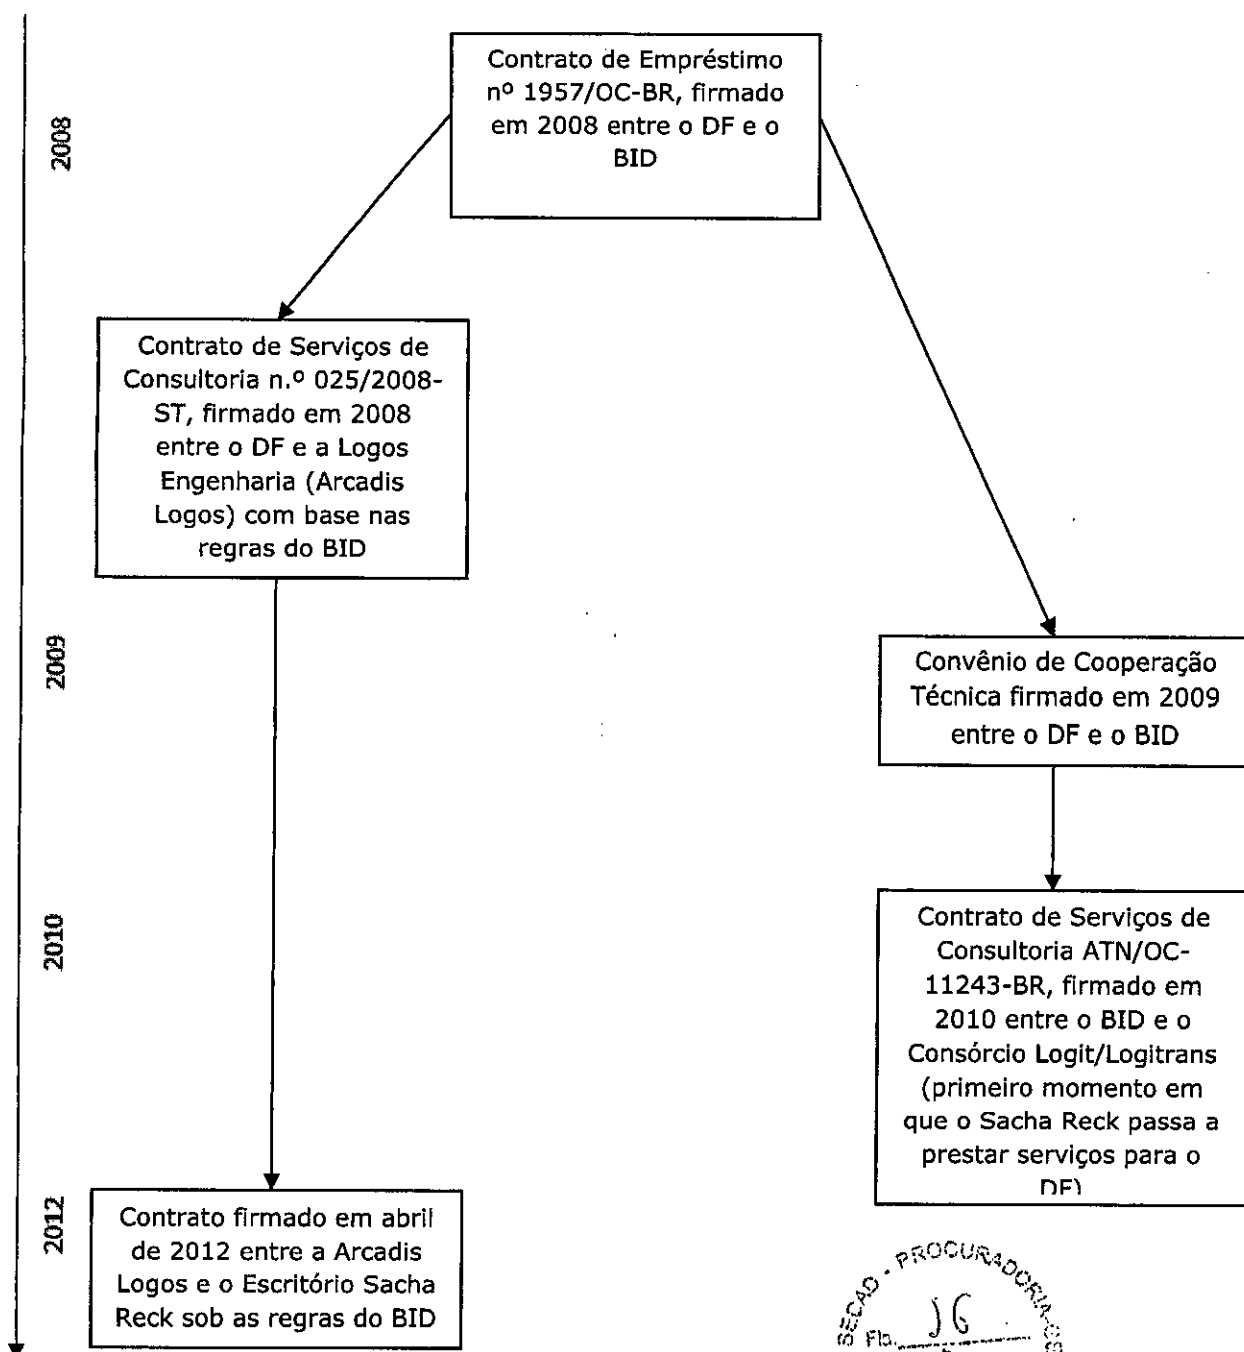 Contrato de Empréstimo
nº 1957/OC-BR, firmado
em 2008 entre o DF e o
BID
2008
Contrato de Serviços de
Consultoria n.º 025/2008-
ST, firmado em 2008
entre o DF e a Logos
Engenharia (Arcadis
Logos) com base nas
regras do BID
2009
Convênio de Cooperação
Técnica firmado em 2009
entre o DF e o BID
2010
Contrato de Serviços de
Consultoria ATN/OC-
11243-BR, firmado em
2010 entre o BID e o
Consórcio Logit/Logitrans
(primeiro momento em
que o Sacha Reck passa a
prestar serviços para o
DF)
2012
Contrato firmado em abril
de 2012 entre a Arcadis
Logos e o Escritório Sacha
Reck sob as regras do BID
SECAD - PROCURADORIA
Fls.